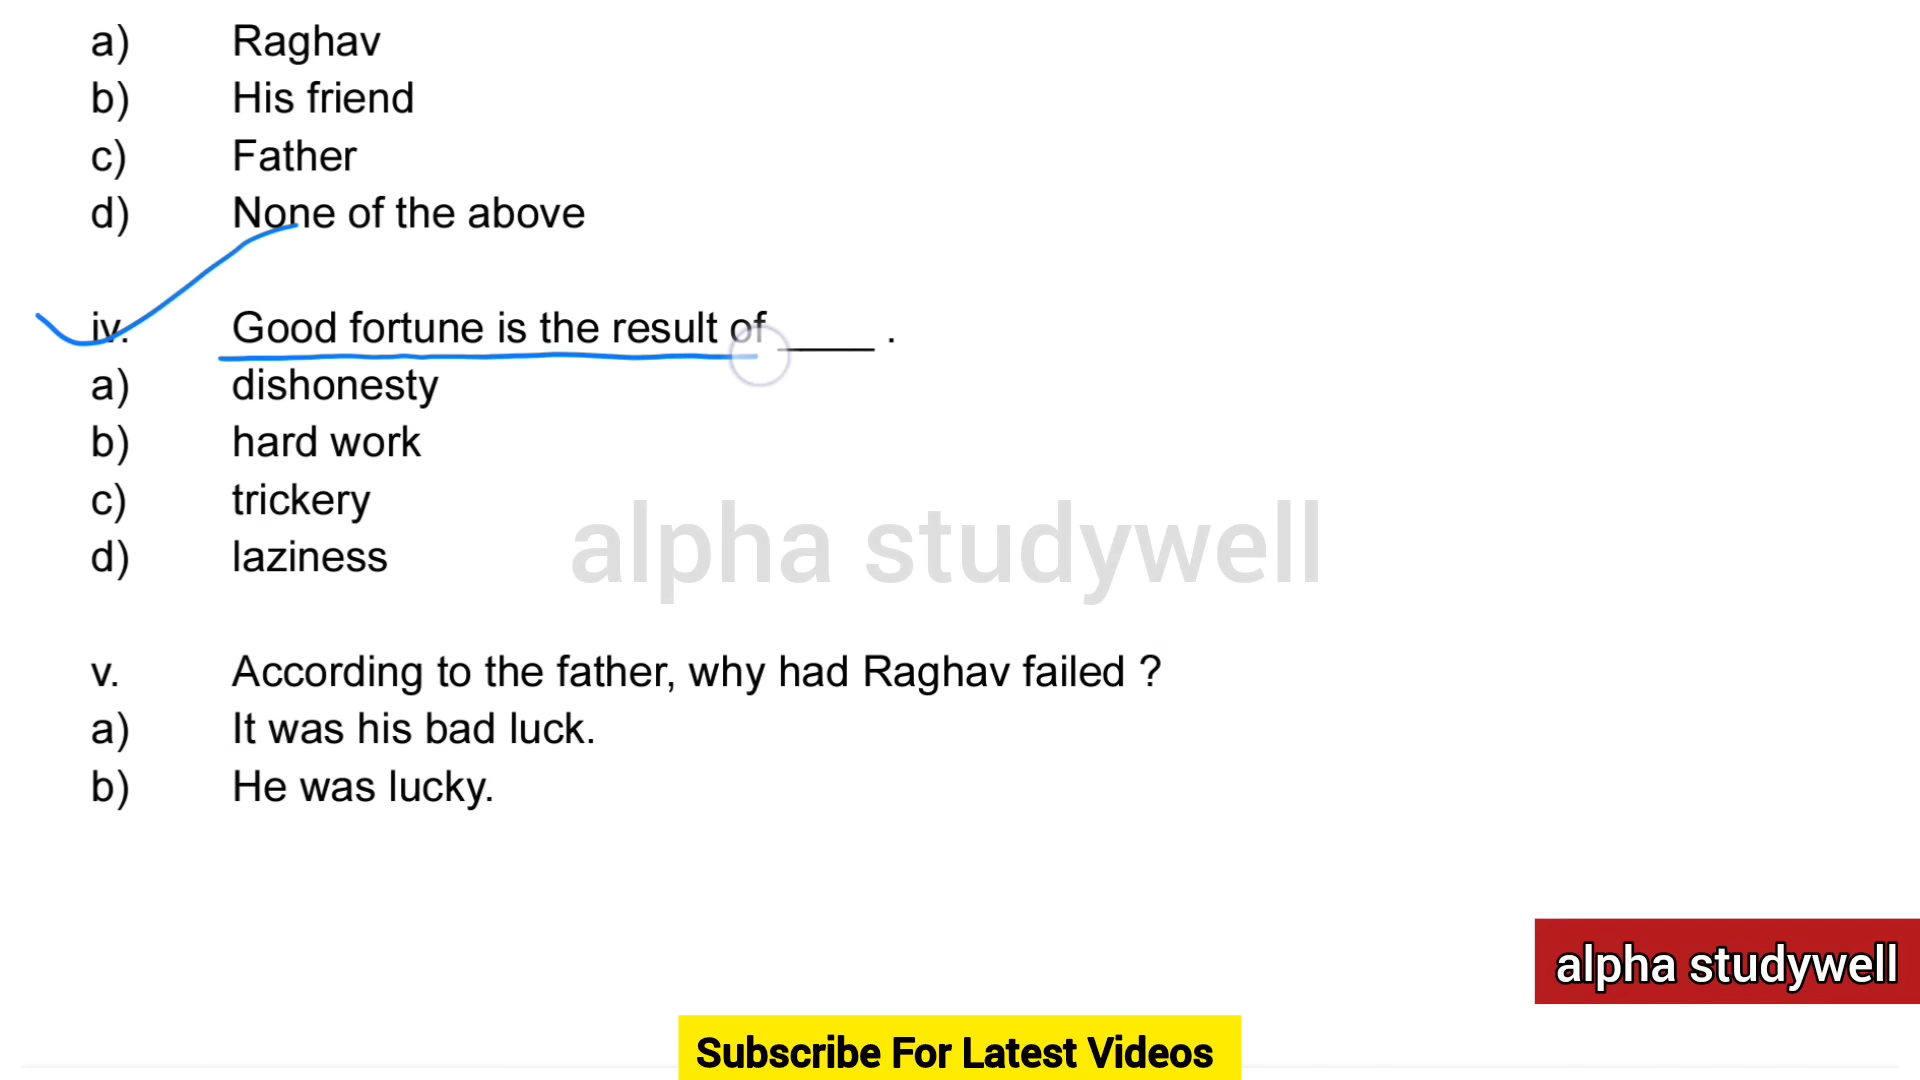 a) Raghav
b) His friend
c) Father
d) None of the above
iv. Good fortune is the result of ____ .
a) dishonesty
b) hard work
c) trickery
d) laziness
alpha studywell
v. According to the father, why had Raghav failed ?
a) It was his bad luck.
b) He was lucky.
alpha studywell
Subscribe For Latest Videos